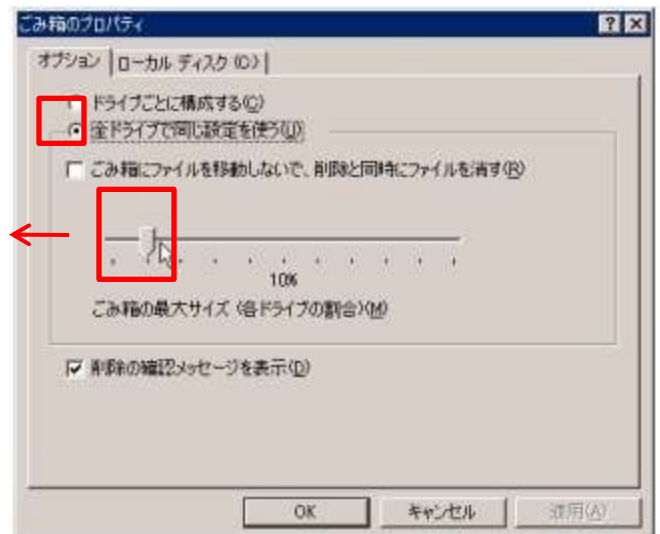 ごみ箱のプロパティ
オプション ローカル ディスク (C:)
ドライブごとに構成する(C)
全ドライブで同じ設定を使う(U)
ごみ箱にファイルを移動しないで、削除と同時にファイルを消す(R)
10%
ごみ箱の最大サイズ (各ドライブの割合)(M)
削除の確認メッセージを表示(D)
OK キャンセル 適用(A)